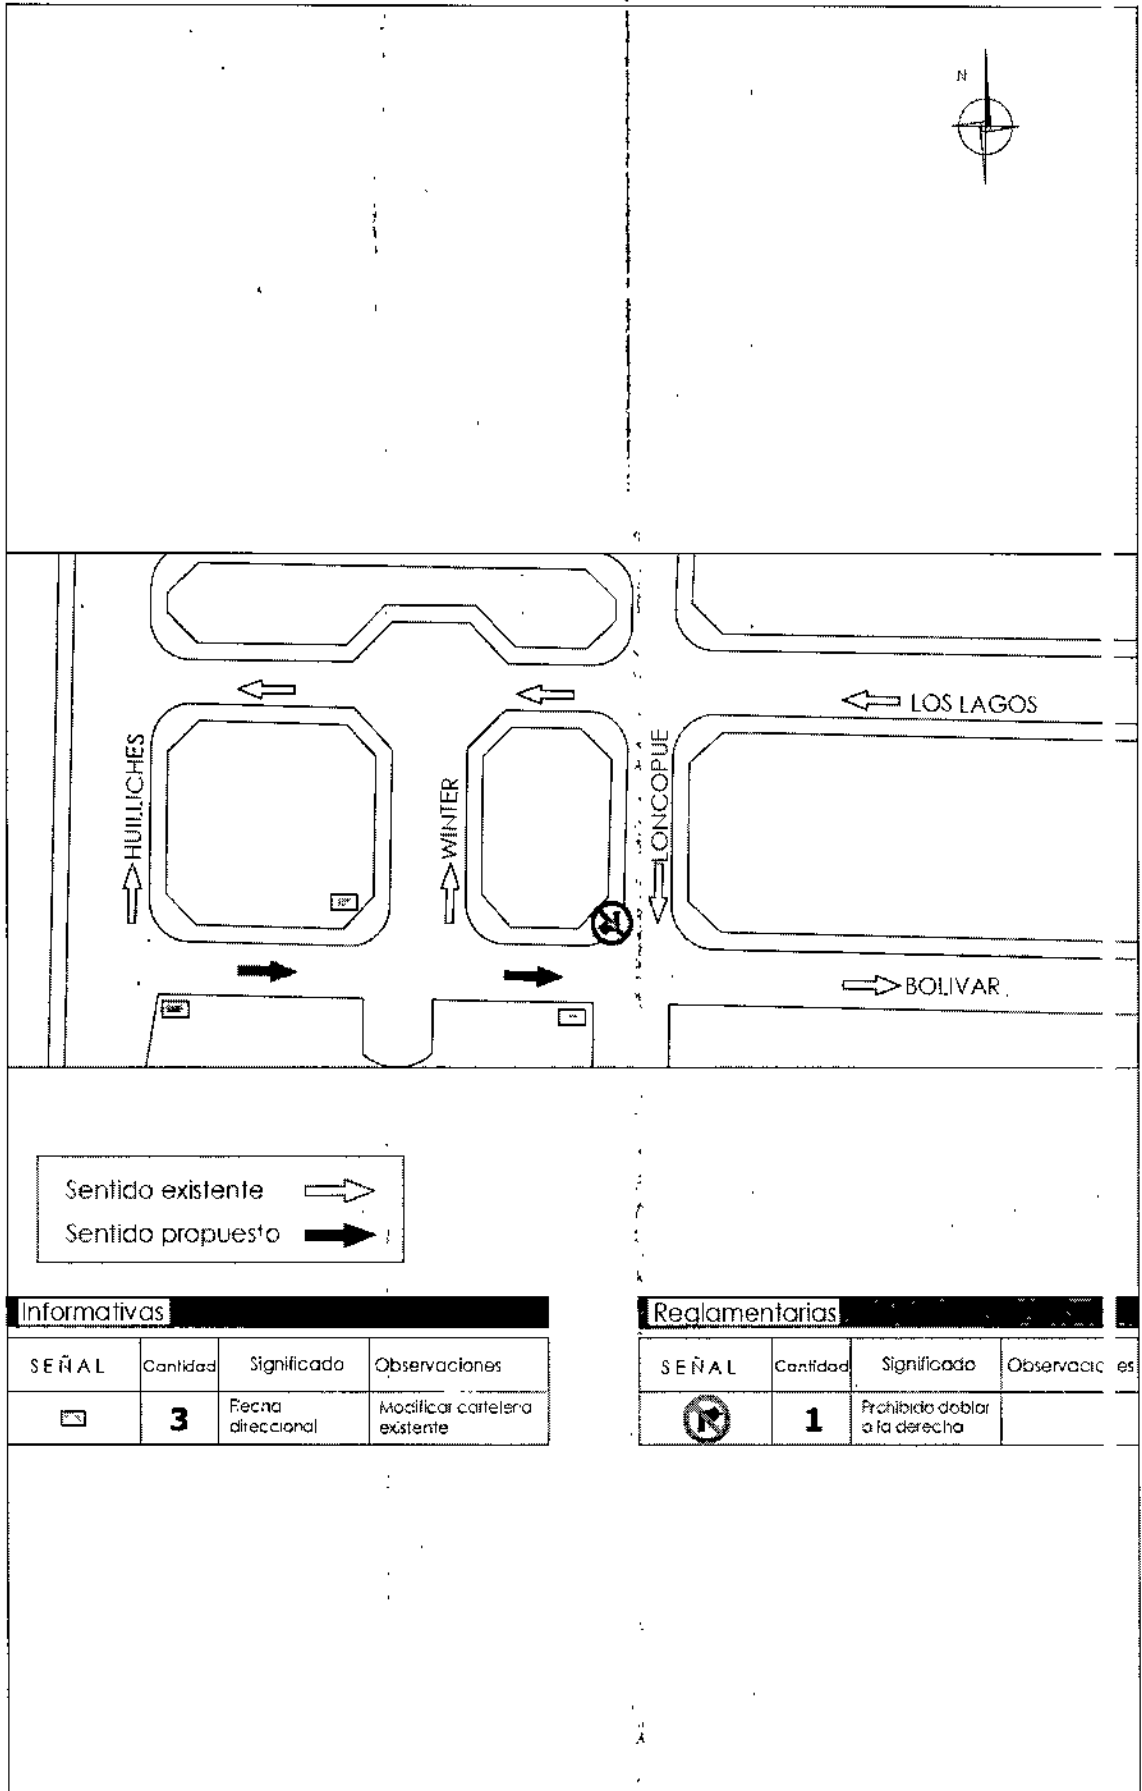 N
LOS LAGOS
HUILLICHES
WINTER
LONCOPUE
BOLIVAR
Sentido existente
Sentido propuesto
Informativas
SEÑAL Cantidad Significado Observaciones
3 Flecha direccional Modificar cartelera existente
Reglamentarias
SEÑAL Cantidad Significado Observaciones
1 Prohibido doblar a la derecha